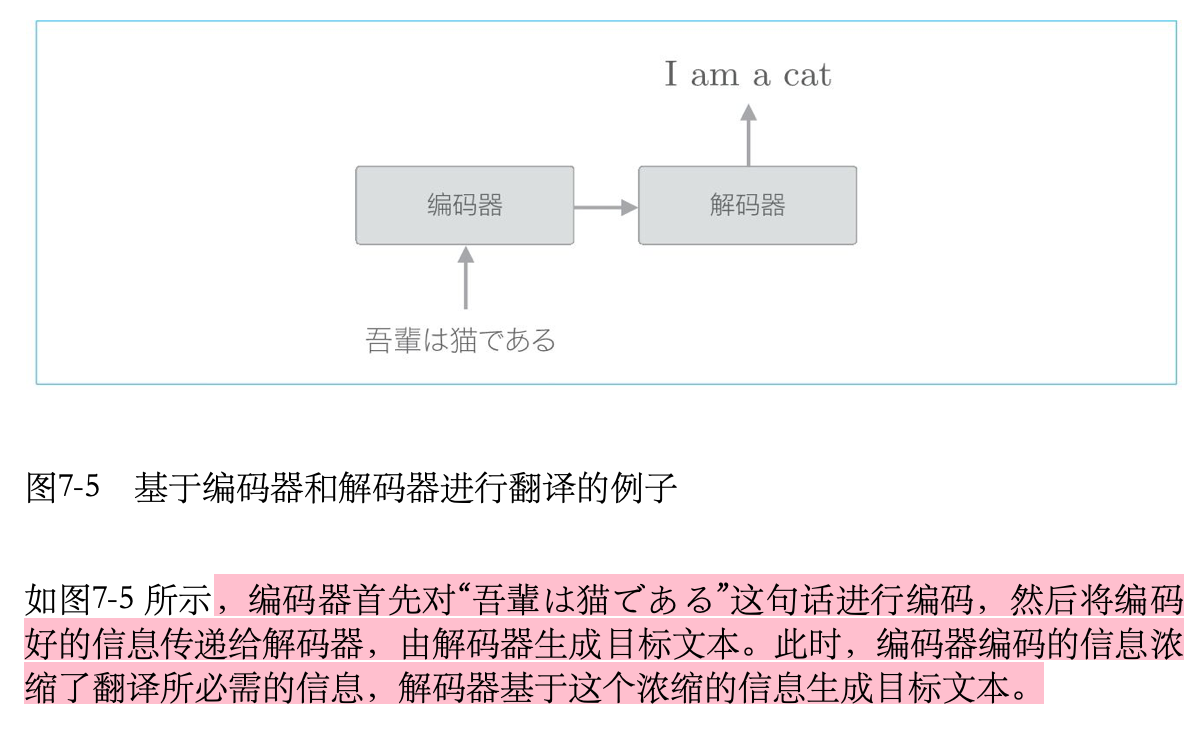 I am a cat
编码器
解码器
吾輩は猫である
图7-5 基于编码器和解码器进行翻译的例子
如图7-5 所示，编码器首先对“吾輩は猫である”这句话进行编码，然后将编码
好的信息传递给解码器，由解码器生成目标文本。此时，编码器编码的信息浓
缩了翻译所必需的信息，解码器基于这个浓缩的信息生成目标文本。